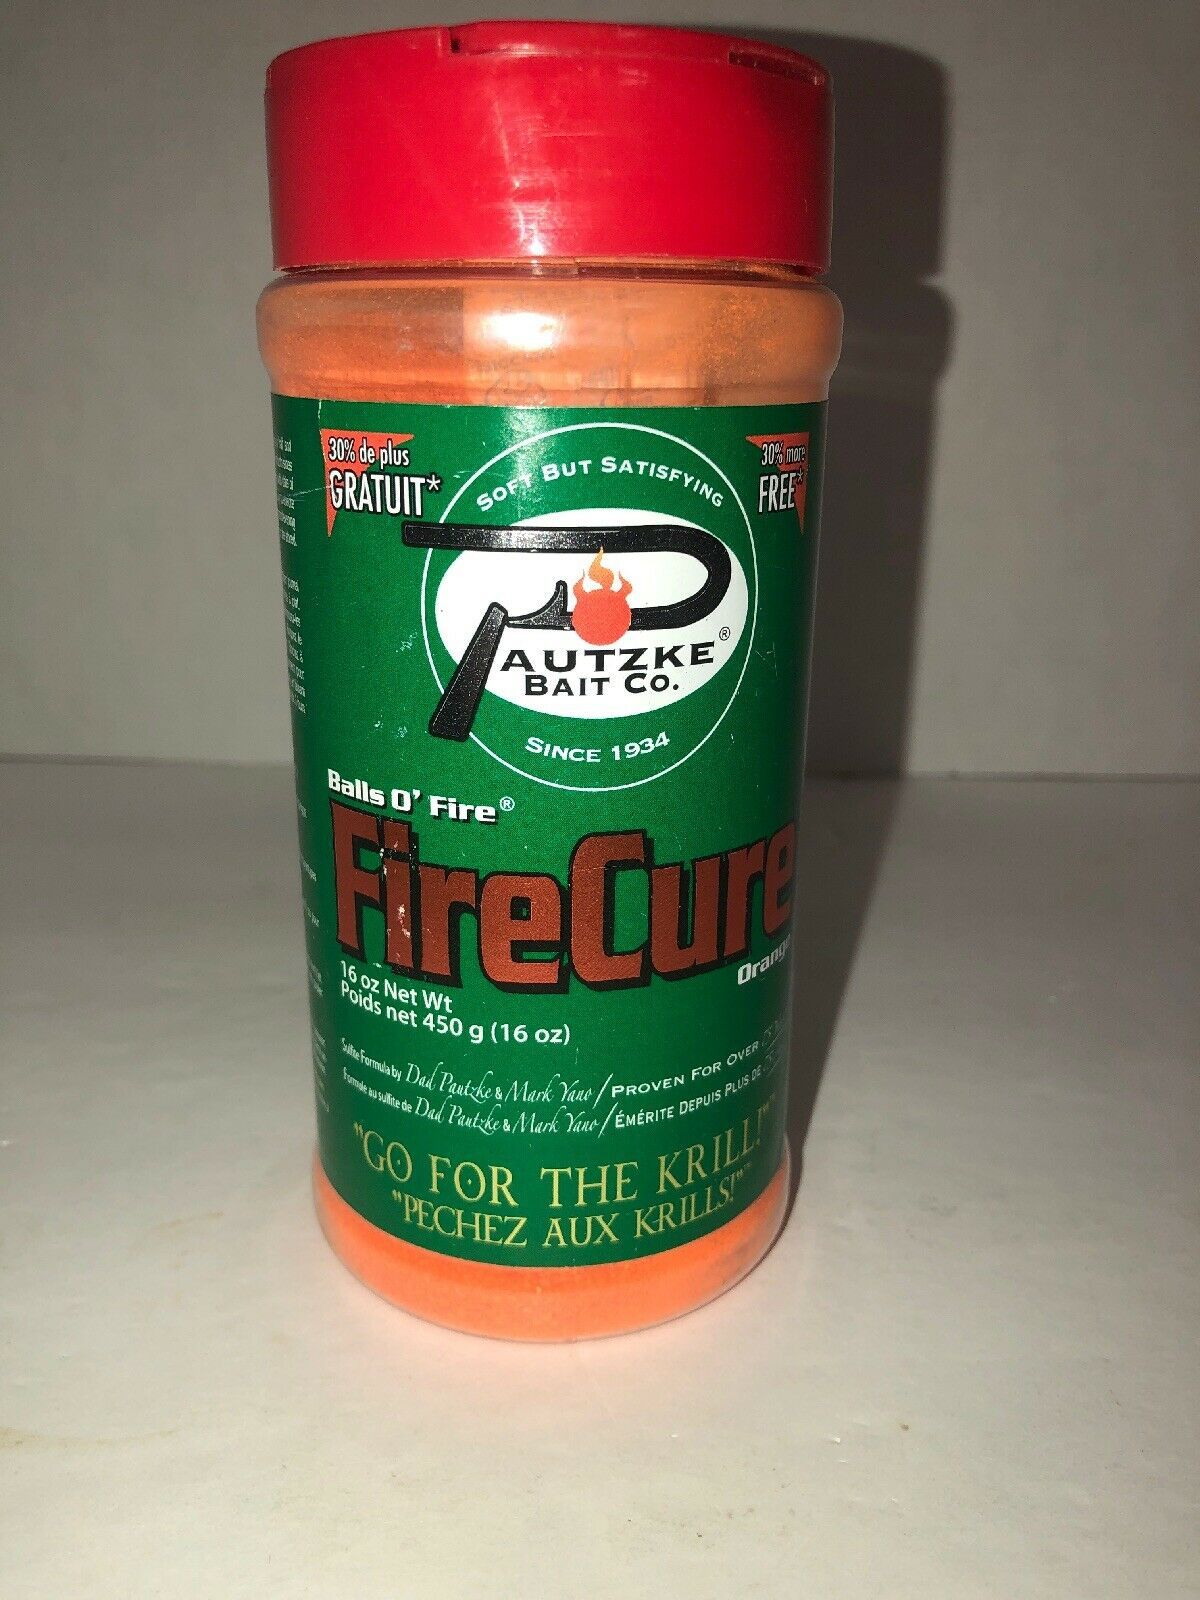 30% de plus
GRATUIT*
SOFT BUT SATISFYING
30% more
FREE*
PAUTZKE®
BAIT CO.
SINCE 1934
Balls O' Fire®
FireCure
Orange
16 oz Net Wt
Poids net 450 g (16 oz)
Sulfite Formula by Dad Pautzke & Mark Yano / PROVEN FOR OVER
Formule au sulfite de Dad Pautzke & Mark Yano / ÉMÉRITE DEPUIS PLUS DE
"GO FOR THE KRILL!"™
"PECHEZ AUX KRILLS!"™